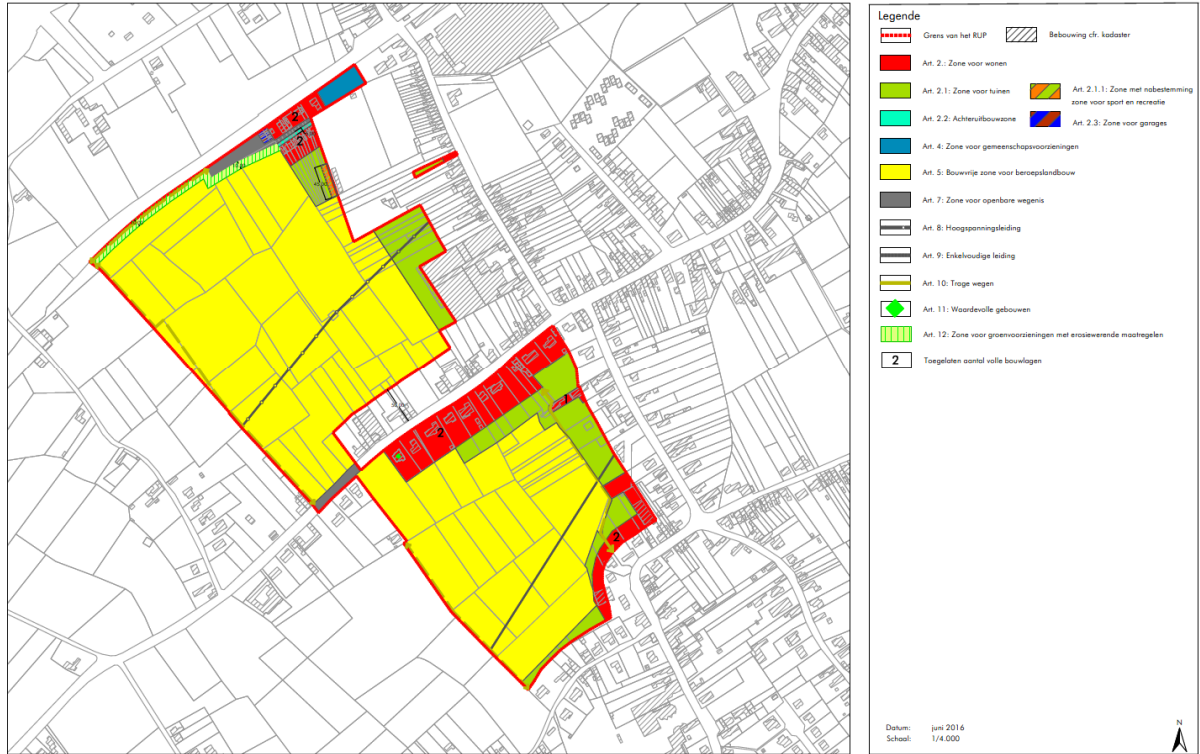 Legende
Grens van het RUP
Bebouwing cfr. kadaster
Art. 2.: Zone voor wonen
Art. 2.1: Zone voor tuinen
Art. 2.1.1: Zone met nabestemming
zone voor sport en recreatie
Art. 2.2: Achteruitbouwzone
Art. 2.3: Zone voor garages
Art. 4: Zone voor gemeenschapsvoorzieningen
Art. 5: Bouwvrije zone voor beroepslandbouw
Art. 7: Zone voor openbare wegenis
Art. 8: Hoogspanningsleiding
Art. 9: Enkelvoudige leiding
Art. 10: Trage wegen
Art. 11: Waardevolle gebouwen
Art. 12: Zone voor groenvoorzieningen met erosiewerende maatregelen
2
Toegelaten aantal volle bouwlagen
2
2
2
1
2
Datum: juni 2016
Schaal: 1/4.000
N